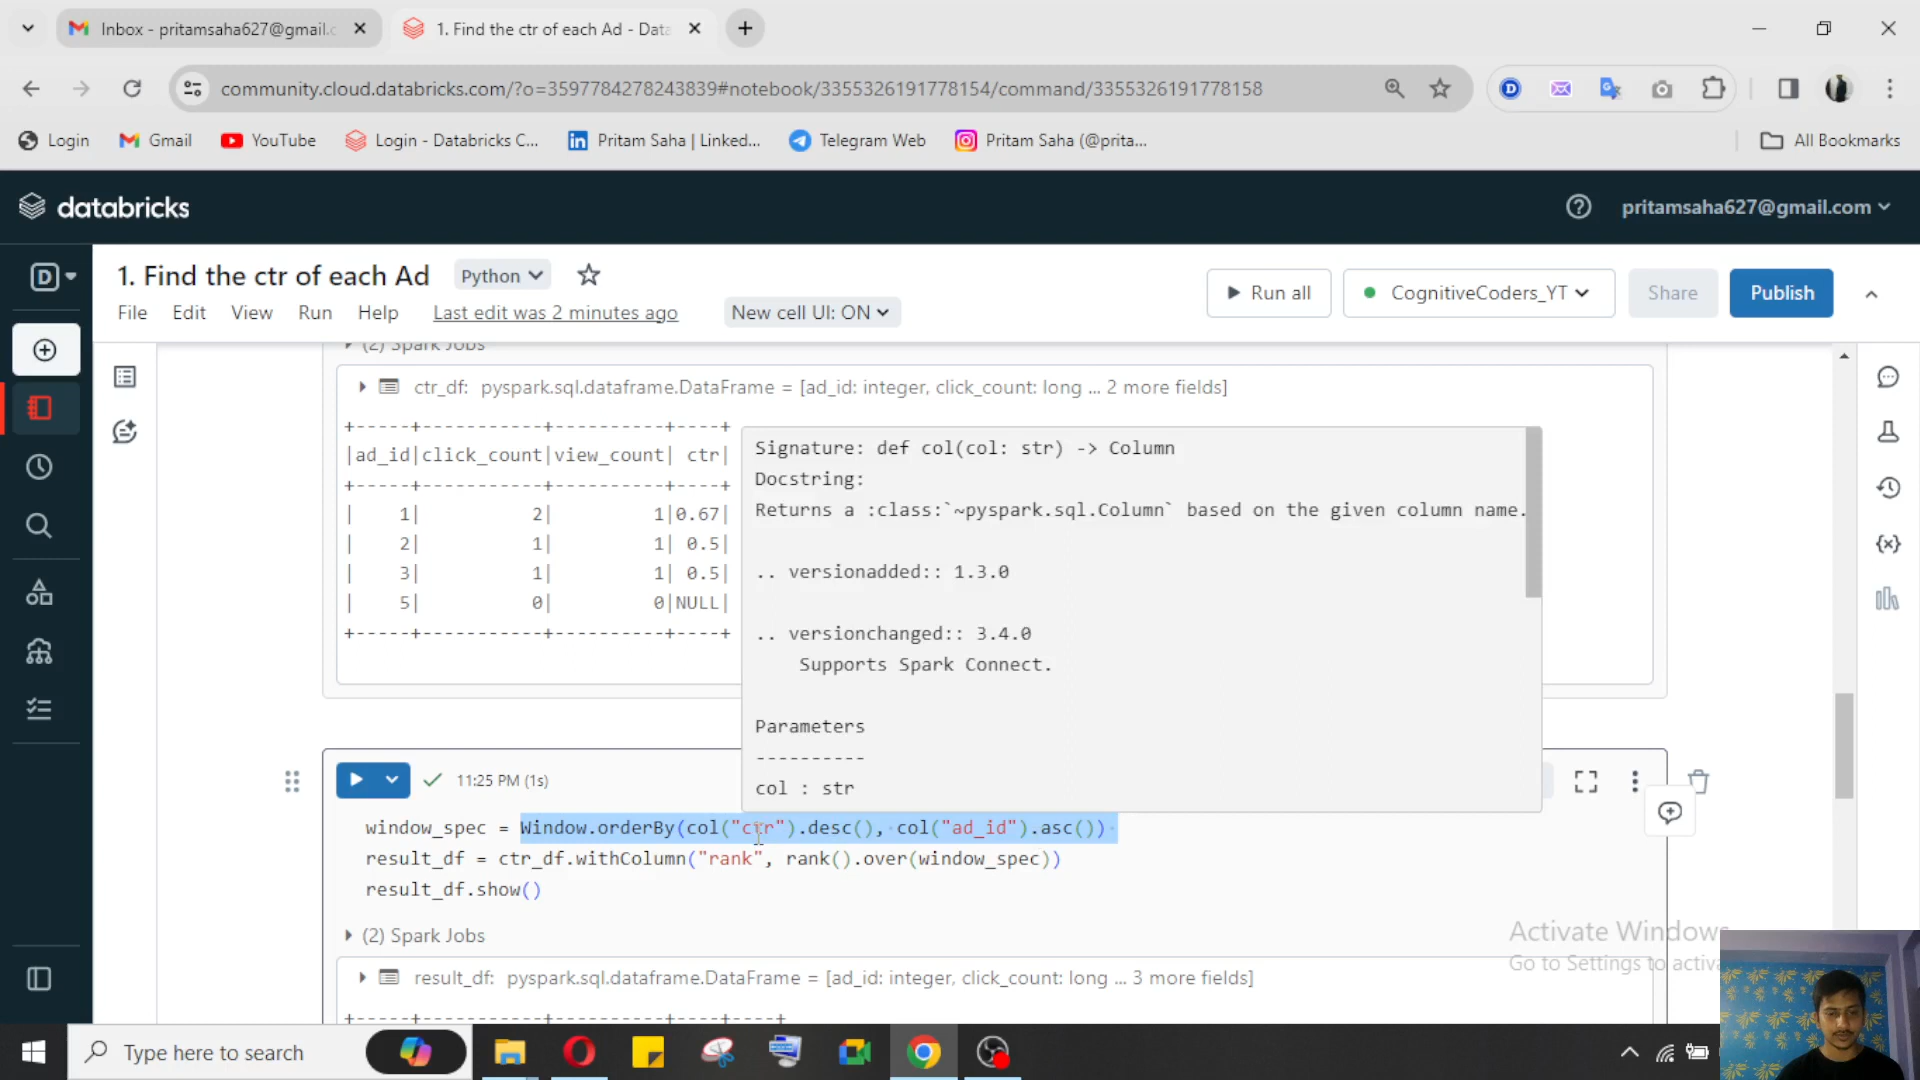 Inbox - pritamsaha627@gmail.c
1. Find the ctr of each Ad - Data
community.cloud.databricks.com/?o=3597784278243839#notebook/3355326191778154/command/3355326191778158
Login
Gmail
YouTube
Login - Databricks C...
Pritam Saha | Linked...
Telegram Web
Pritam Saha (@prita...
All Bookmarks
databricks
pritamsaha627@gmail.com
D
1. Find the ctr of each Ad
Python
File Edit View Run Help
Last edit was 2 minutes ago
New cell UI: ON
Run all
CognitiveCoders_YT
Share
Publish
(2) Spark Jobs
ctr_df: pyspark.sql.dataframe.DataFrame = [ad_id: integer, click_count: long ... 2 more fields]
+-----+-----------+----------+----+
|ad_id|click_count|view_count| ctr|
+-----+-----------+----------+----+
|    1|          2|         1|0.67|
|    2|          1|         1| 0.5|
|    3|          1|         1| 0.5|
|    5|          0|         0|NULL|
+-----+-----------+----------+----+
Signature: def col(col: str) -> Column
Docstring:
Returns a :class:`~pyspark.sql.Column` based on the given column name.
.. versionadded:: 1.3.0
.. versionchanged:: 3.4.0
Supports Spark Connect.
Parameters
----------
col : str
11:25 PM (1s)
window_spec = Window.orderBy(col("ctr").desc(), col("ad_id").asc())
result_df = ctr_df.withColumn("rank", rank().over(window_spec))
result_df.show()
(2) Spark Jobs
result_df: pyspark.sql.dataframe.DataFrame = [ad_id: integer, click_count: long ... 3 more fields]
+-----+-----------+----------+----+----+
Activate Windows
Go to Settings to activa
Type here to search